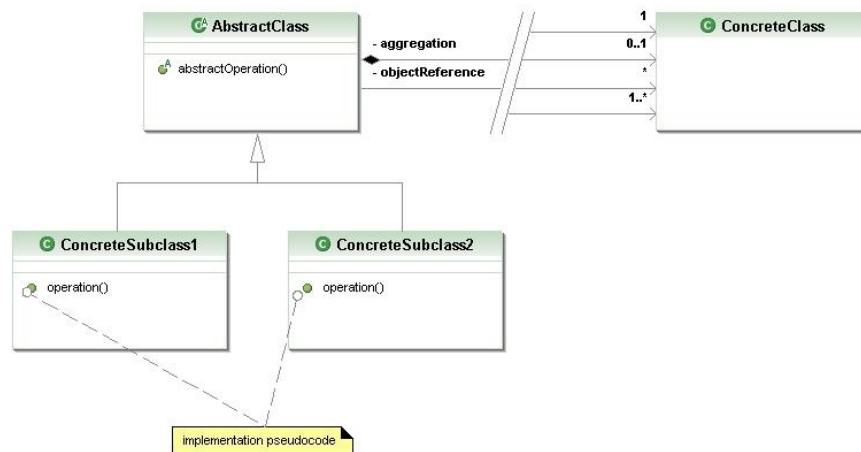 AbstractClass
abstractOperation()
- aggregation
- objectReference
1
0..1
*
1..*
ConcreteClass
ConcreteSubclass1
operation()
ConcreteSubclass2
operation()
implementation pseudocode